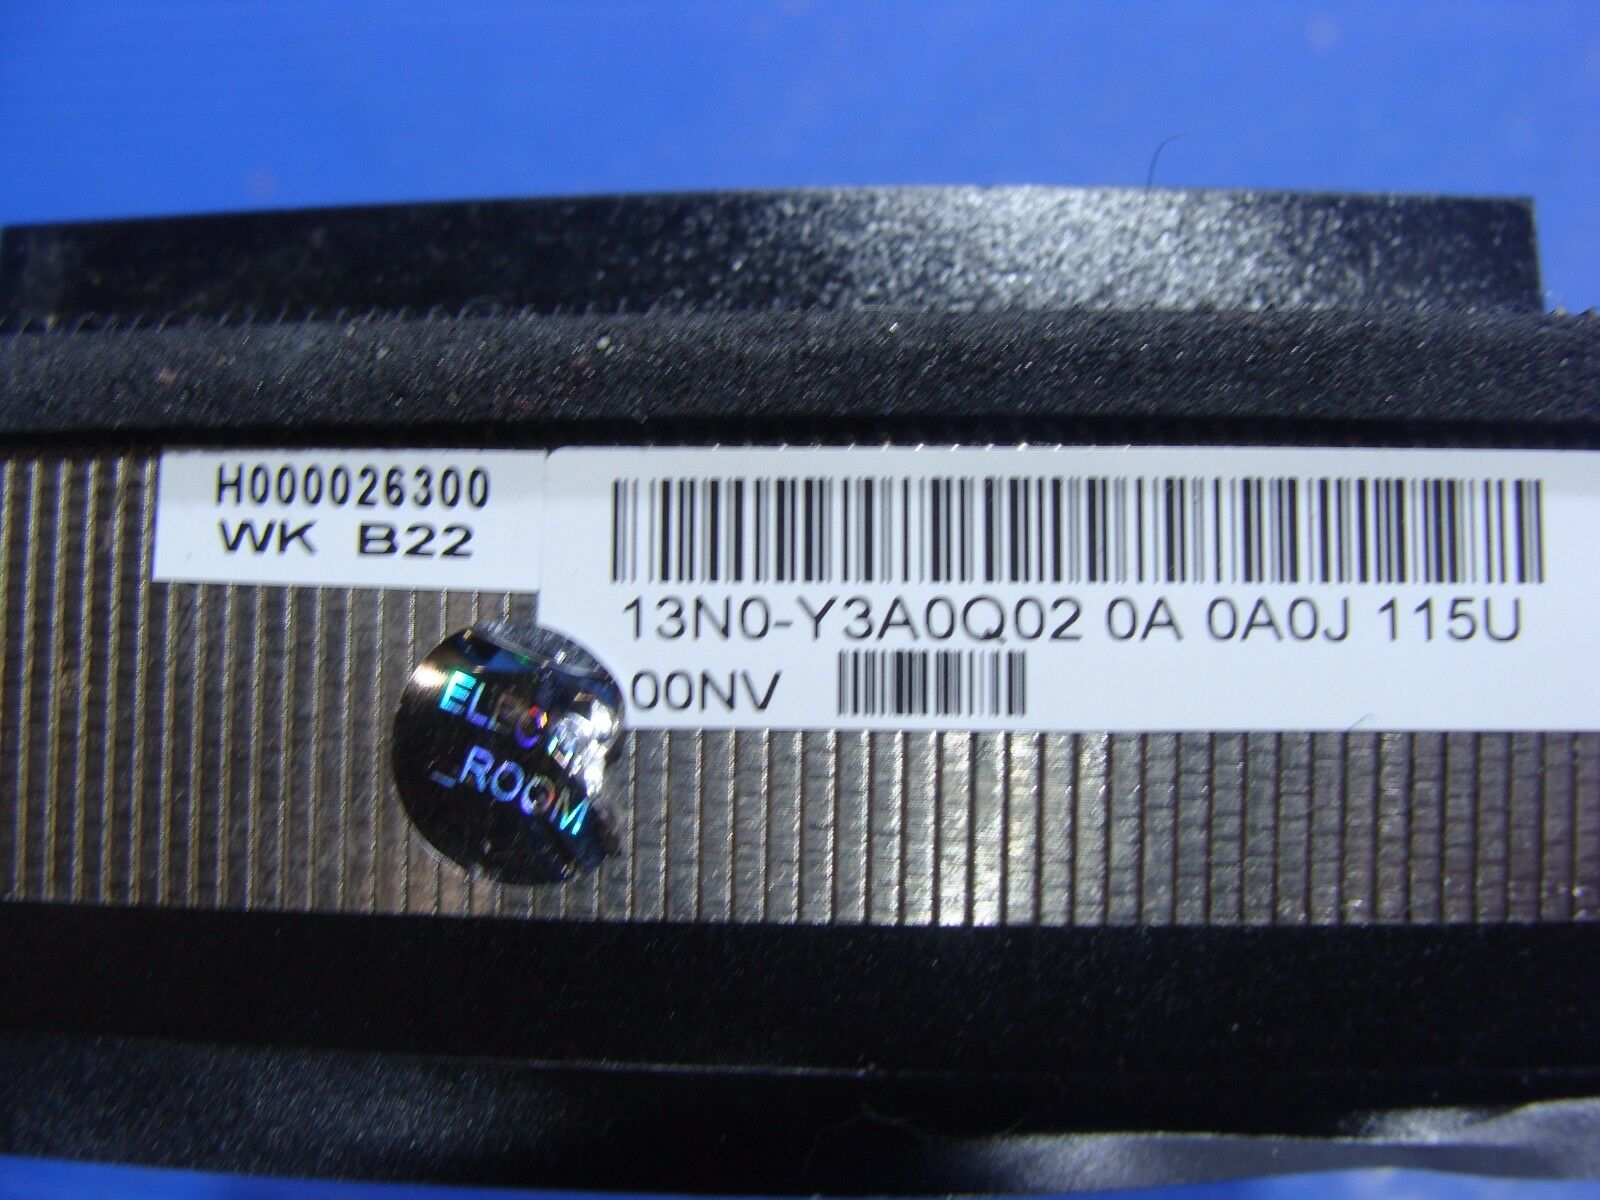 H000026300
WK B22
13N0-Y3A0Q02 0A 0A0J 115U
00NV
_ROOM